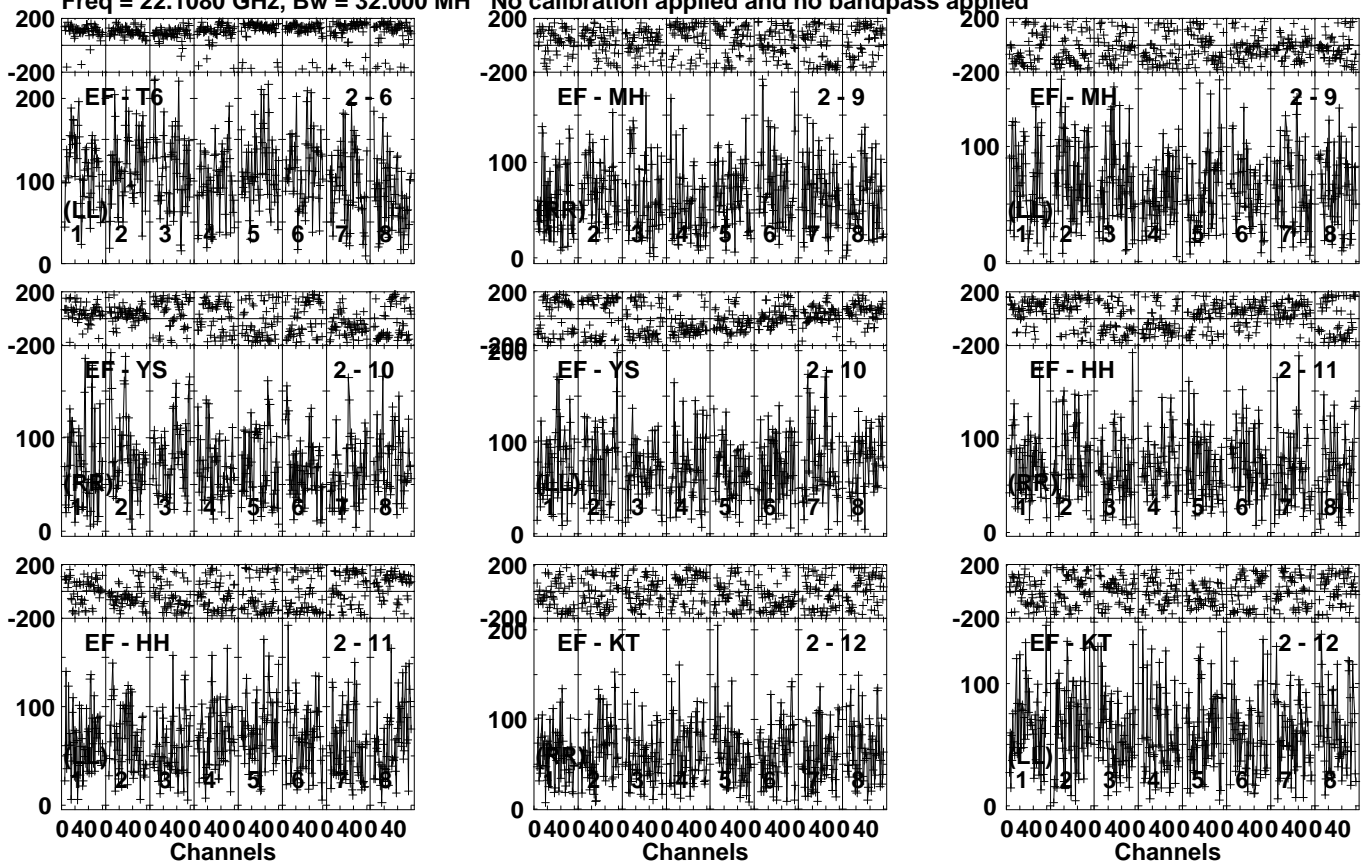 Freq = 22.1080 GHz, Bw = 32.000 MH No calibration applied and no bandpass applied
200
-200
EF - T6 2 - 6
200
100
(LL)
1 2 3 4 5 6 7 8
0
200
-200
EF - MH 2 - 9
100
(RR)
1 2 3 4 5 6 7 8
0
200
-200
EF - MH 2 - 9
100
(LL)
1 2 3 4 5 6 7 8
0
200
-200
EF - YS 2 - 10
100
(RR)
1 2 3 4 5 6 7 8
0
200
-200
200
EF - YS 2 - 10
100
(LL)
1 2 3 4 5 6 7 8
0
200
-200
EF - HH 2 - 11
100
(RR)
1 2 3 4 5 6 7 8
0
200
-200
EF - HH 2 - 11
100
(LL)
1 2 3 4 5 6 7 8
0
0 40 0 40 0 40 0 40 0 40 0 40 0 40 0 40
Channels
200
-200
200
EF - KT 2 - 12
100
(RR)
1 2 3 4 5 6 7 8
0
0 40 0 40 0 40 0 40 0 40 0 40 0 40 0 40
Channels
200
-200
EF - KT 2 - 12
100
(LL)
1 2 3 4 5 6 7 8
0
0 40 0 40 0 40 0 40 0 40 0 40 0 40 0 40
Channels